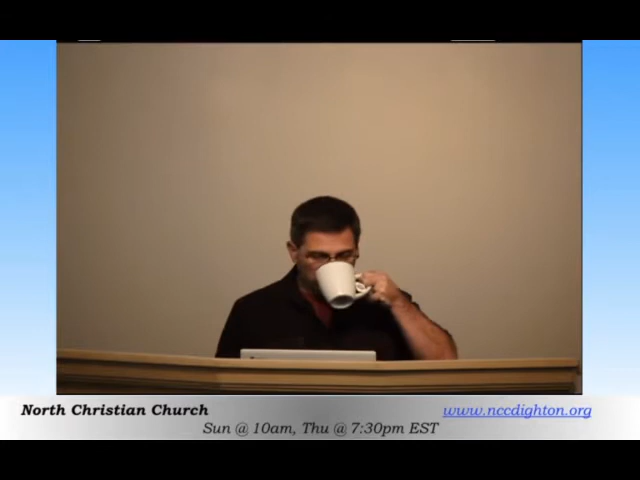 North Christian Church
www.nccdighton.org
Sun @ 10am, Thu @ 7:30pm EST